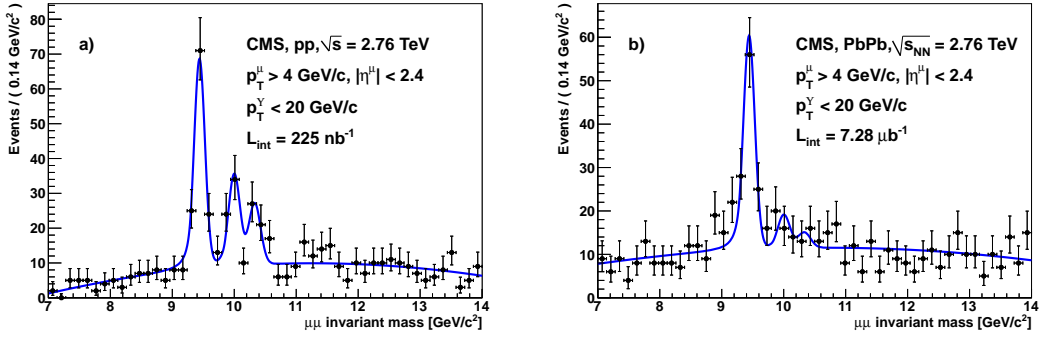 a)
CMS, pp, √s = 2.76 TeV
p_T^μ > 4 GeV/c, |η^μ| < 2.4
p_T^Υ < 20 GeV/c
L_int = 225 nb⁻¹
Events / ( 0.14 GeV/c² )
80
70
60
50
40
30
20
10
0
7 8 9 10 11 12 13 14
μμ invariant mass [GeV/c²]
b)
CMS, PbPb, √s_NN = 2.76 TeV
p_T^μ > 4 GeV/c, |η^μ| < 2.4
p_T^Υ < 20 GeV/c
L_int = 7.28 μb⁻¹
Events / ( 0.14 GeV/c² )
60
50
40
30
20
10
0
7 8 9 10 11 12 13 14
μμ invariant mass [GeV/c²]